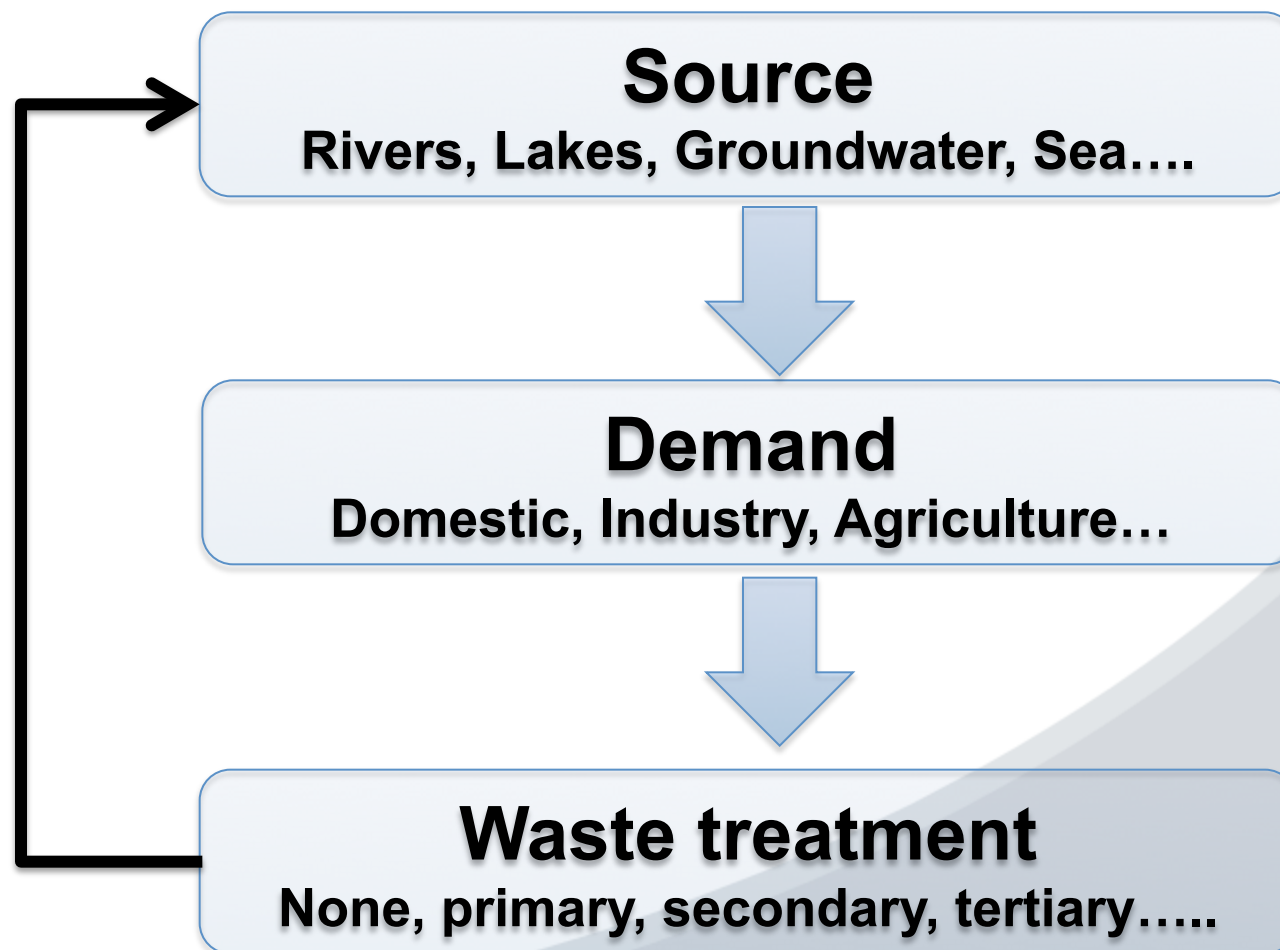 Source
Rivers, Lakes, Groundwater, Sea….
Demand
Domestic, Industry, Agriculture…
Waste treatment
None, primary, secondary, tertiary…..